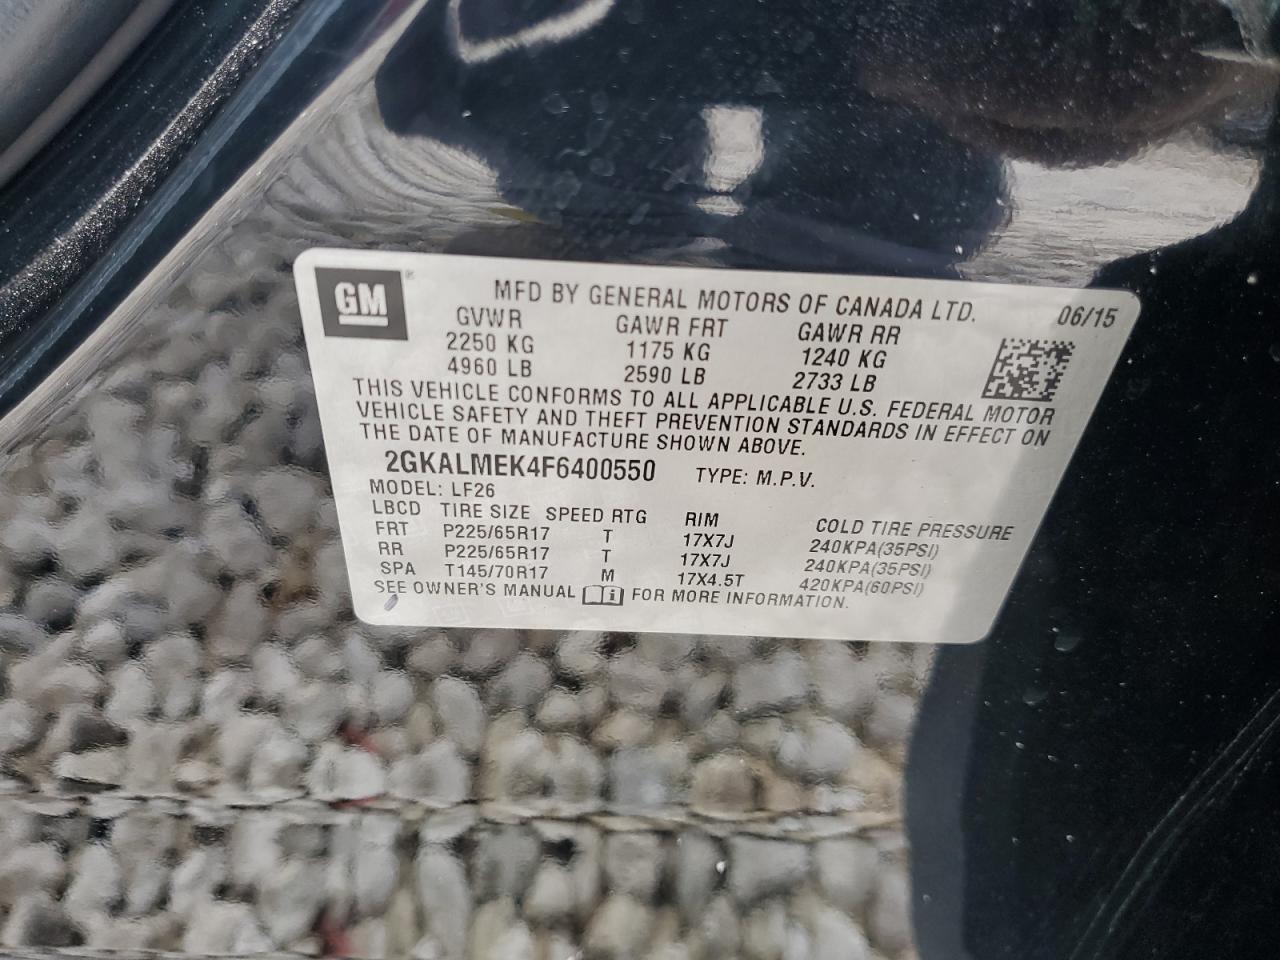 GM ®
MFD BY GENERAL MOTORS OF CANADA LTD. 06/15
GVWR GAWR FRT GAWR RR
2250 KG 1175 KG 1240 KG
4960 LB 2590 LB 2733 LB
THIS VEHICLE CONFORMS TO ALL APPLICABLE U.S. FEDERAL MOTOR
VEHICLE SAFETY AND THEFT PREVENTION STANDARDS IN EFFECT ON
THE DATE OF MANUFACTURE SHOWN ABOVE.
2GKALMEK4F6400550 TYPE: M.P.V.
MODEL: LF26
LBCD TIRE SIZE SPEED RTG RIM COLD TIRE PRESSURE
FRT P225/65R17 T 17X7J 240KPA(35PSI)
RR P225/65R17 T 17X7J 240KPA(35PSI)
SPA T145/70R17 M 17X4.5T 420KPA(60PSI)
SEE OWNER'S MANUAL i FOR MORE INFORMATION.